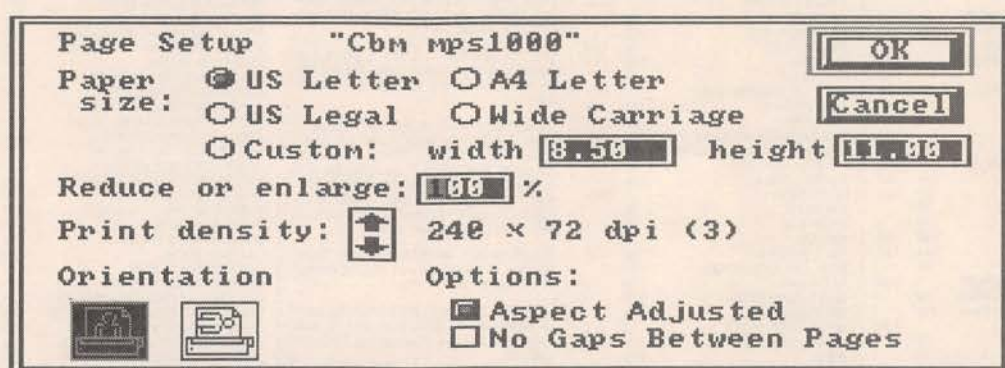 Page Setup "Cbm mps1000" OK
Paper US Letter A4 Letter
size: US Legal Wide Carriage Cancel
Custom: width 8.50 height 11.00
Reduce or enlarge: 100 %
Print density: 240 × 72 dpi (3)
Orientation Options:
Aspect Adjusted
No Gaps Between Pages